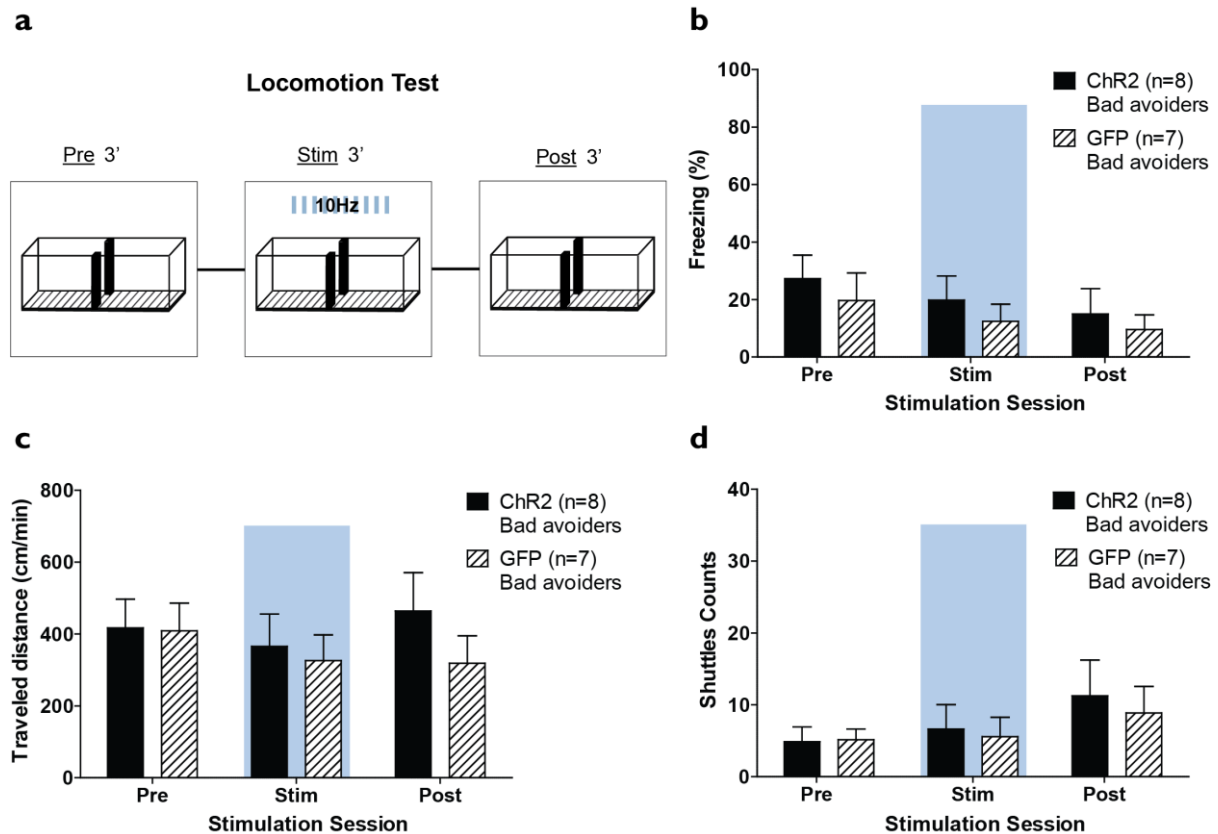 a
Locomotion Test
Pre 3’
Stim 3’
Post 3’
10Hz
b
100
80
60
40
20
0
Freezing (%)
Pre
Stim
Post
Stimulation Session
ChR2 (n=8)
Bad avoiders
GFP (n=7)
Bad avoiders
c
800
600
400
200
0
Traveled distance (cm/min)
Pre
Stim
Post
Stimulation Session
ChR2 (n=8)
Bad avoiders
GFP (n=7)
Bad avoiders
d
40
30
20
10
0
Shuttles Counts
Pre
Stim
Post
Stimulation Session
ChR2 (n=8)
Bad avoiders
GFP (n=7)
Bad avoiders